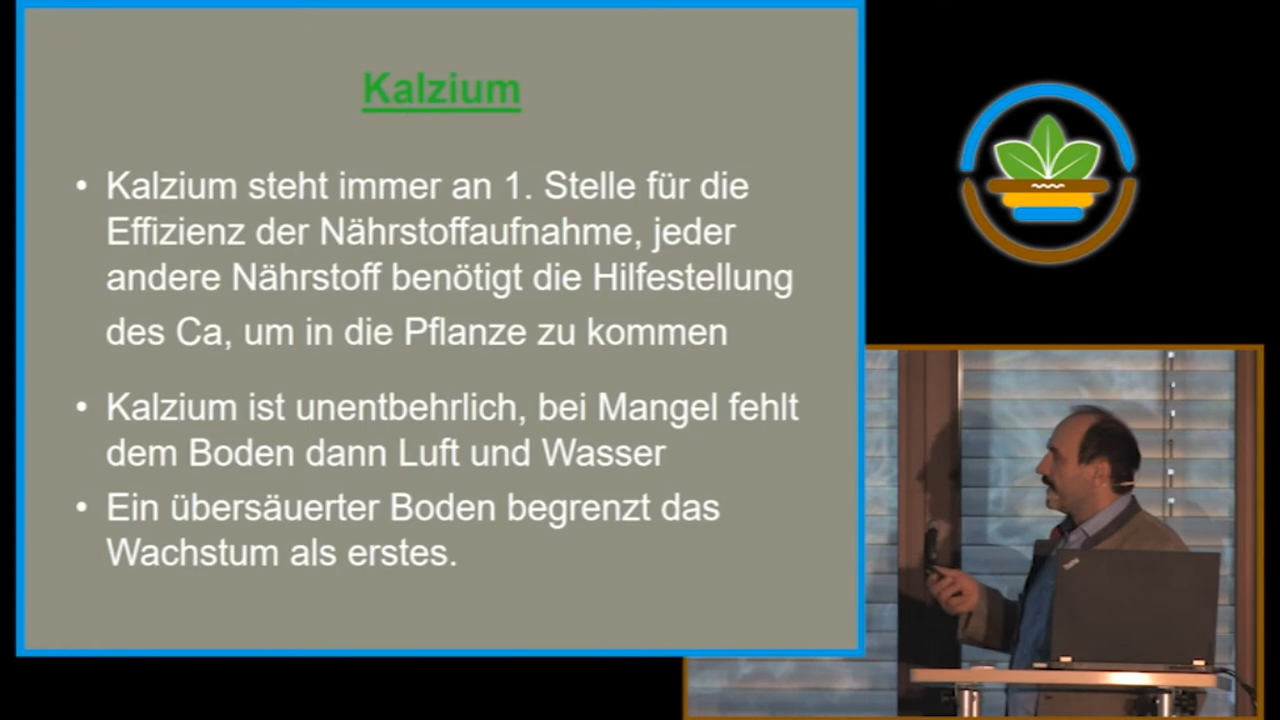 Kalzium
• Kalzium steht immer an 1. Stelle für die
Effizienz der Nährstoffaufnahme, jeder
andere Nährstoff benötigt die Hilfestellung
des Ca, um in die Pflanze zu kommen
• Kalzium ist unentbehrlich, bei Mangel fehlt
dem Boden dann Luft und Wasser
• Ein übersäuerter Boden begrenzt das
Wachstum als erstes.